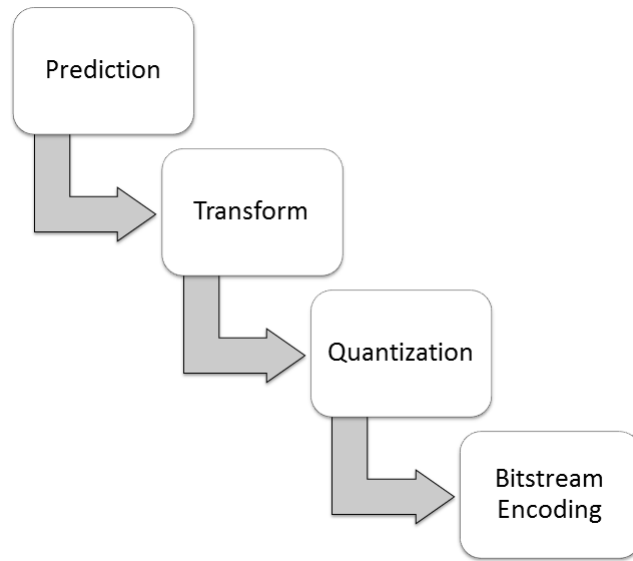 Prediction
Transform
Quantization
Bitstream
Encoding